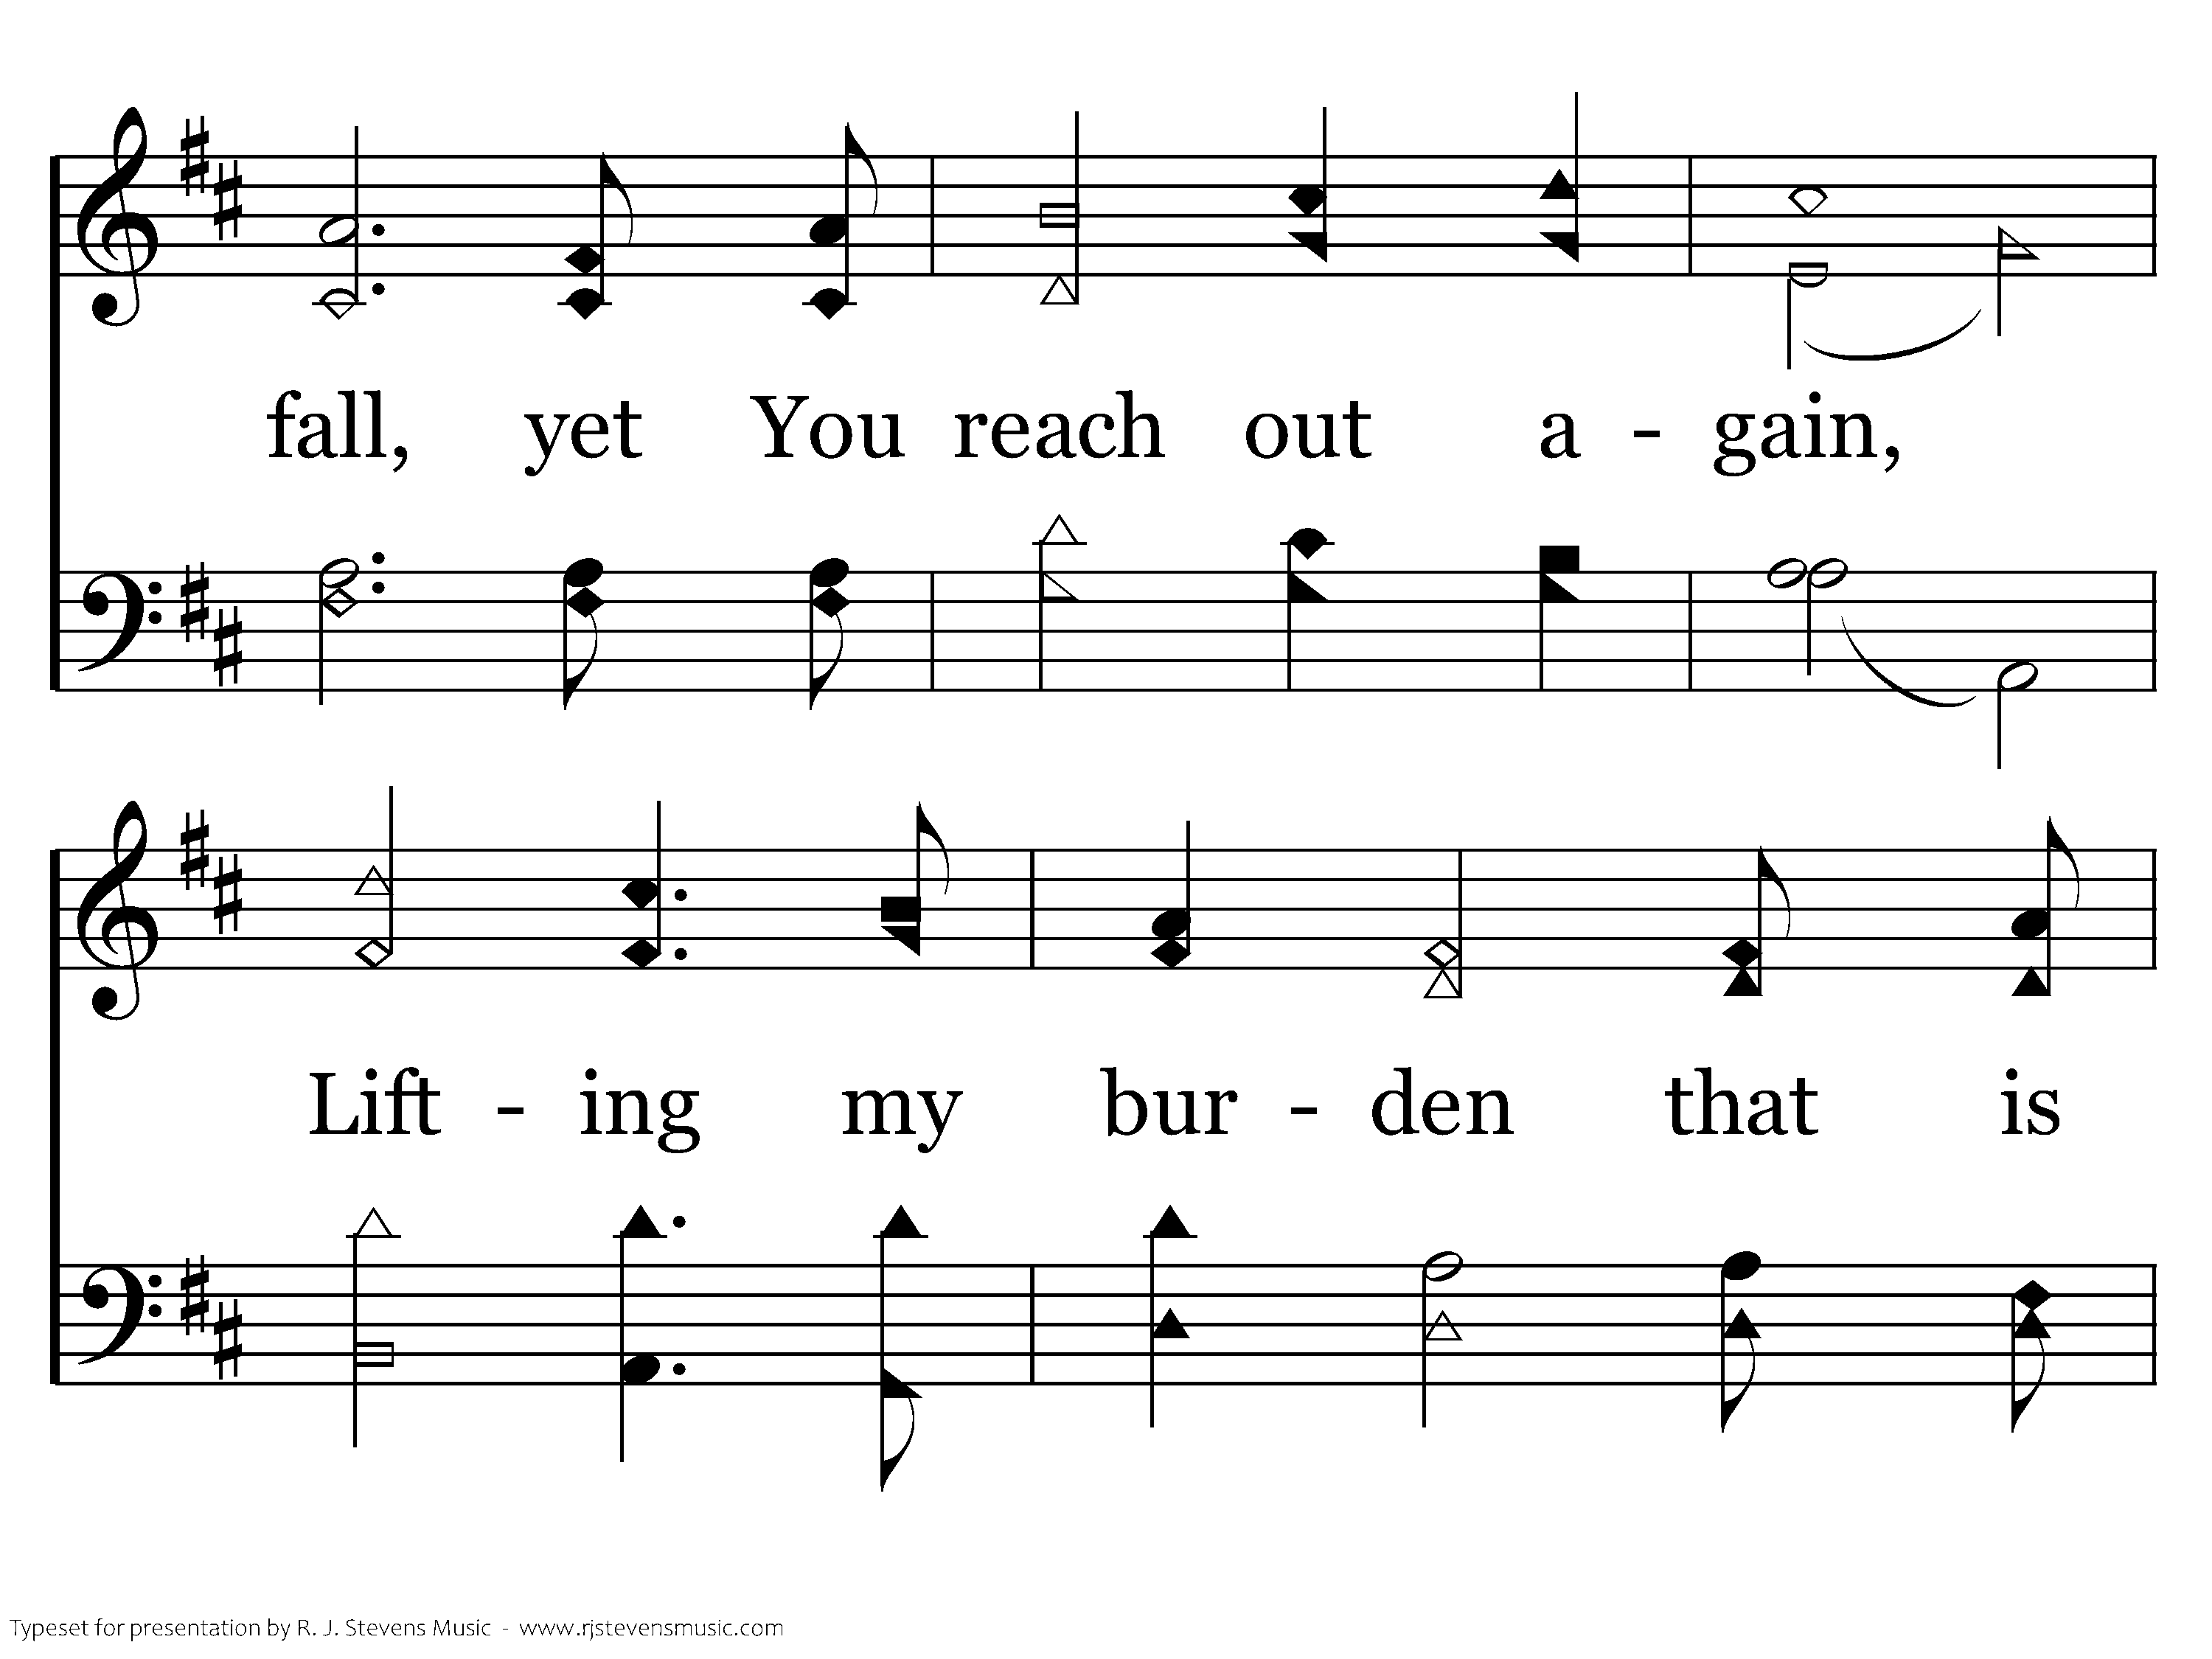 fall, yet You reach out a - gain,
Lift - ing my bur - den that is
Typeset for presentation by R. J. Stevens Music - www.rjstevensmusic.com